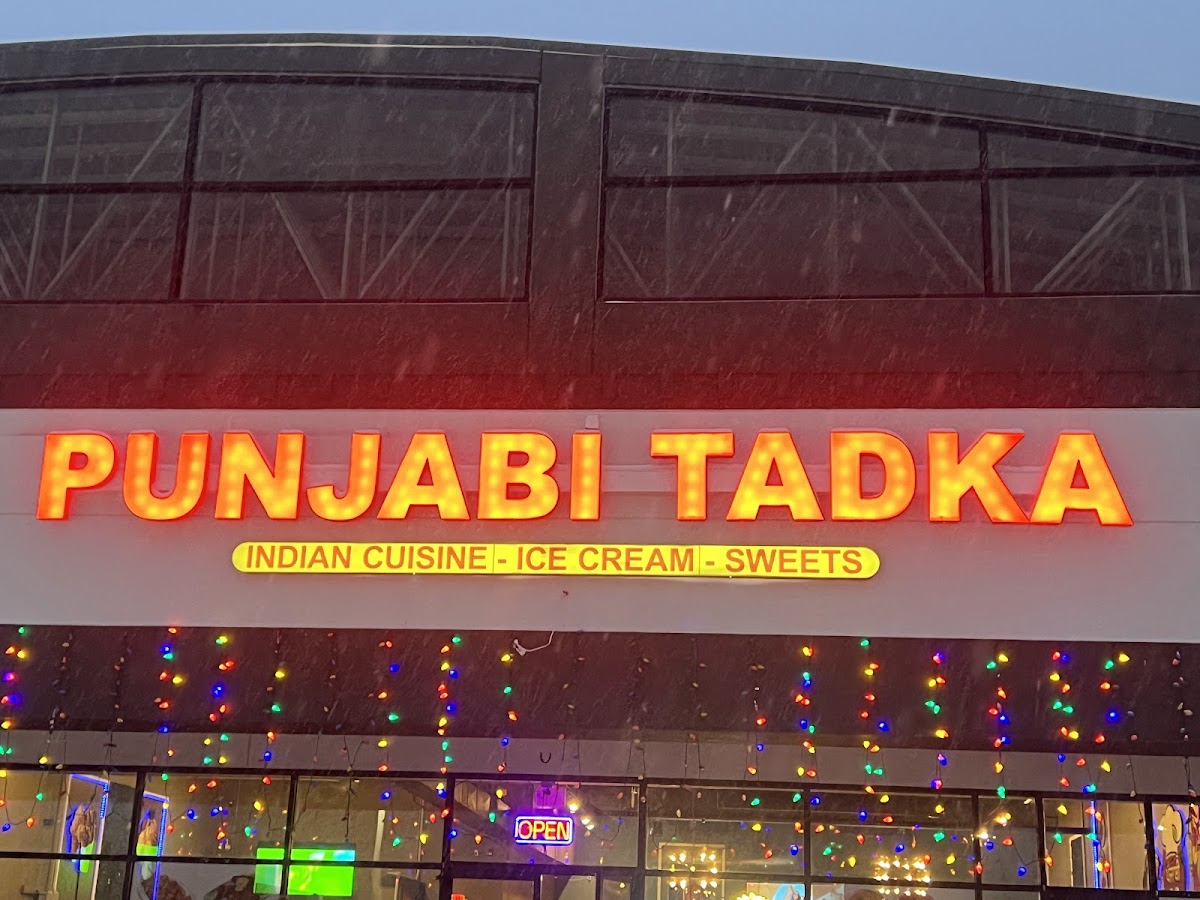 PUNJABI TADKA
INDIAN CUISINE - ICE CREAM - SWEETS
OPEN